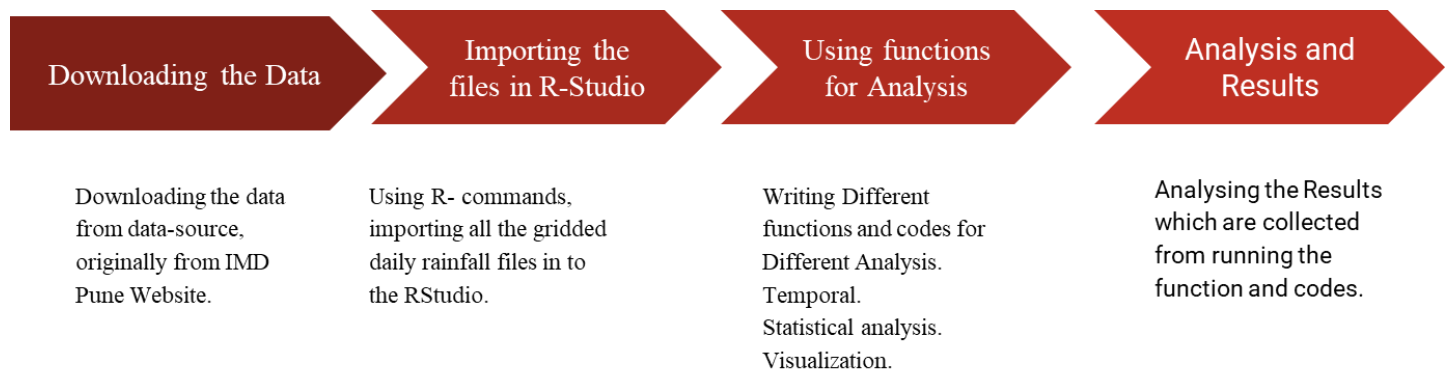 Downloading the Data
Importing the
files in R-Studio
Using functions
for Analysis
Analysis and
Results
Downloading the data
from data-source,
originally from IMD
Pune Website.
Using R- commands,
importing all the gridded
daily rainfall files in to
the RStudio.
Writing Different
functions and codes for
Different Analysis.
Temporal.
Statistical analysis.
Visualization.
Analysing the Results
which are collected
from running the
function and codes.